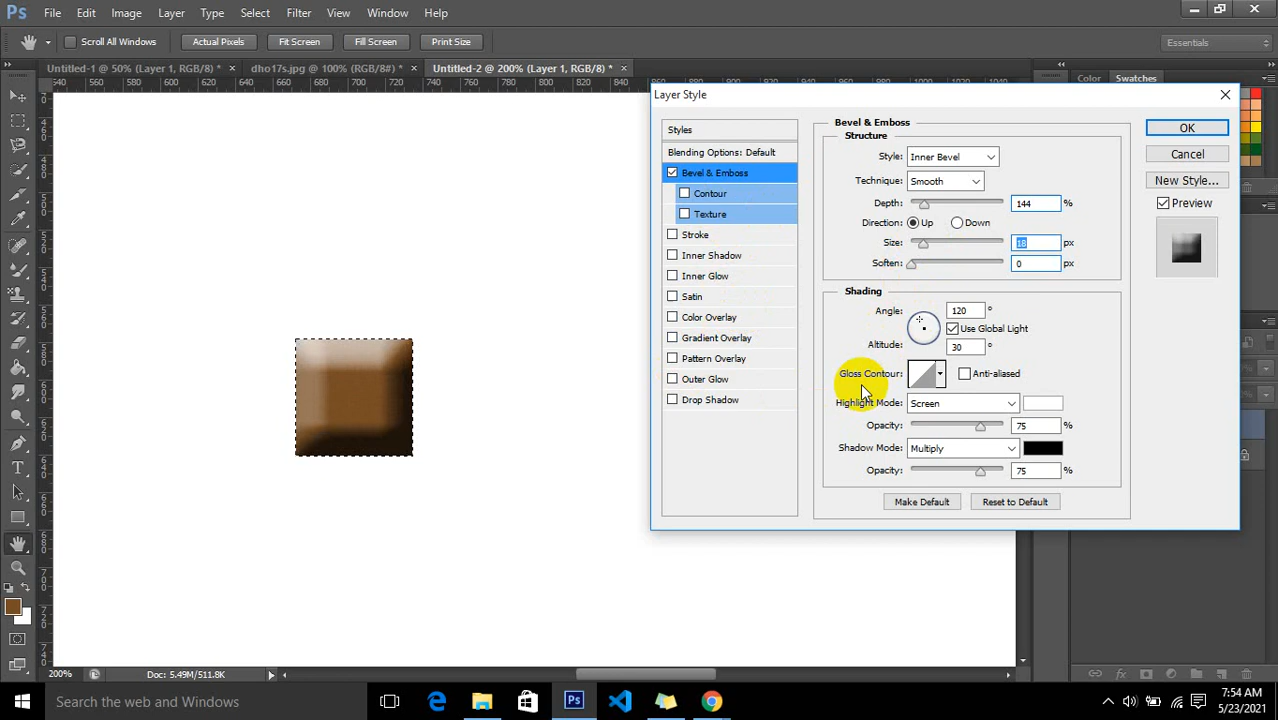 Ps File Edit Image Layer Type Select Filter View Window Help
Scroll All Windows Actual Pixels Fit Screen Fill Screen Print Size Essentials
Untitled-1 @ 50% (Layer 1, RGB/8) * × dho17s.jpg @ 100% (RGB/8#) * × Untitled-2 @ 200% (Layer 1, RGB/8) * × Color Swatches
Layer Style
Styles
Blending Options: Default
Bevel & Emboss
Contour
Texture
Stroke
Inner Shadow
Inner Glow
Satin
Color Overlay
Gradient Overlay
Pattern Overlay
Outer Glow
Drop Shadow
Bevel & Emboss
Structure
Style: Inner Bevel
Technique: Smooth
Depth: 144 %
Direction: Up Down
Size: 18 px
Soften: 0 px
Shading
Angle: 120 °
Use Global Light
Altitude: 30 °
Gloss Contour: Anti-aliased
Highlight Mode: Screen
Opacity: 75 %
Shadow Mode: Multiply
Opacity: 75 %
Make Default Reset to Default
OK
Cancel
New Style...
Preview
200% Doc: 5.49M/511.8K
Search the web and Windows
7:54 AM
5/23/2021